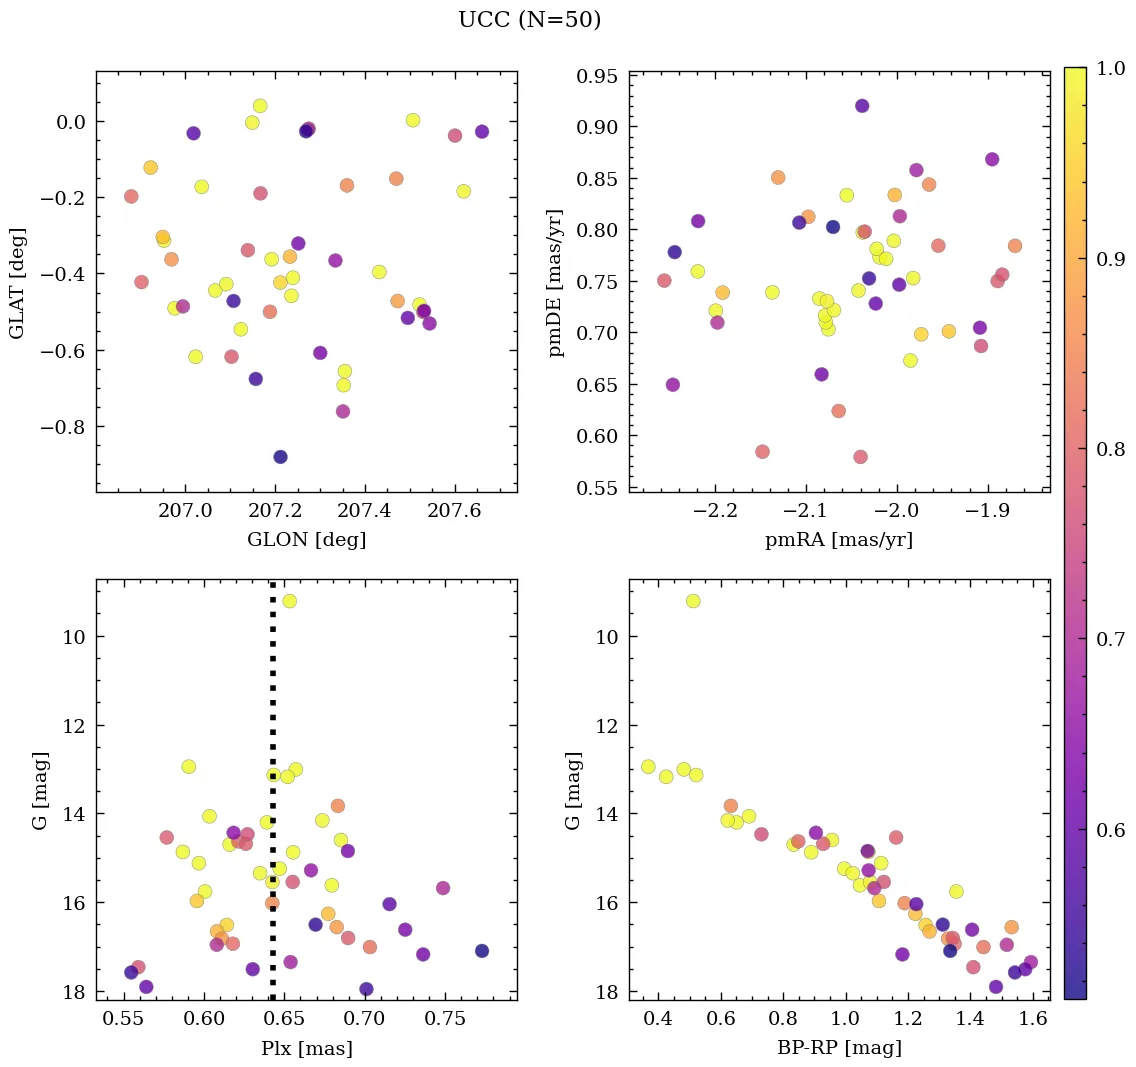 UCC (N=50)
0.0
−0.2
−0.4
−0.6
−0.8
GLAT [deg]
207.0 207.2 207.4 207.6
GLON [deg]
0.95
0.90
0.85
0.80
0.75
0.70
0.65
0.60
0.55
pmDE [mas/yr]
−2.2 −2.1 −2.0 −1.9
pmRA [mas/yr]
10
12
14
16
18
G [mag]
0.55 0.60 0.65 0.70 0.75
Plx [mas]
10
12
14
16
18
G [mag]
0.4 0.6 0.8 1.0 1.2 1.4 1.6
BP-RP [mag]
1.0
0.9
0.8
0.7
0.6